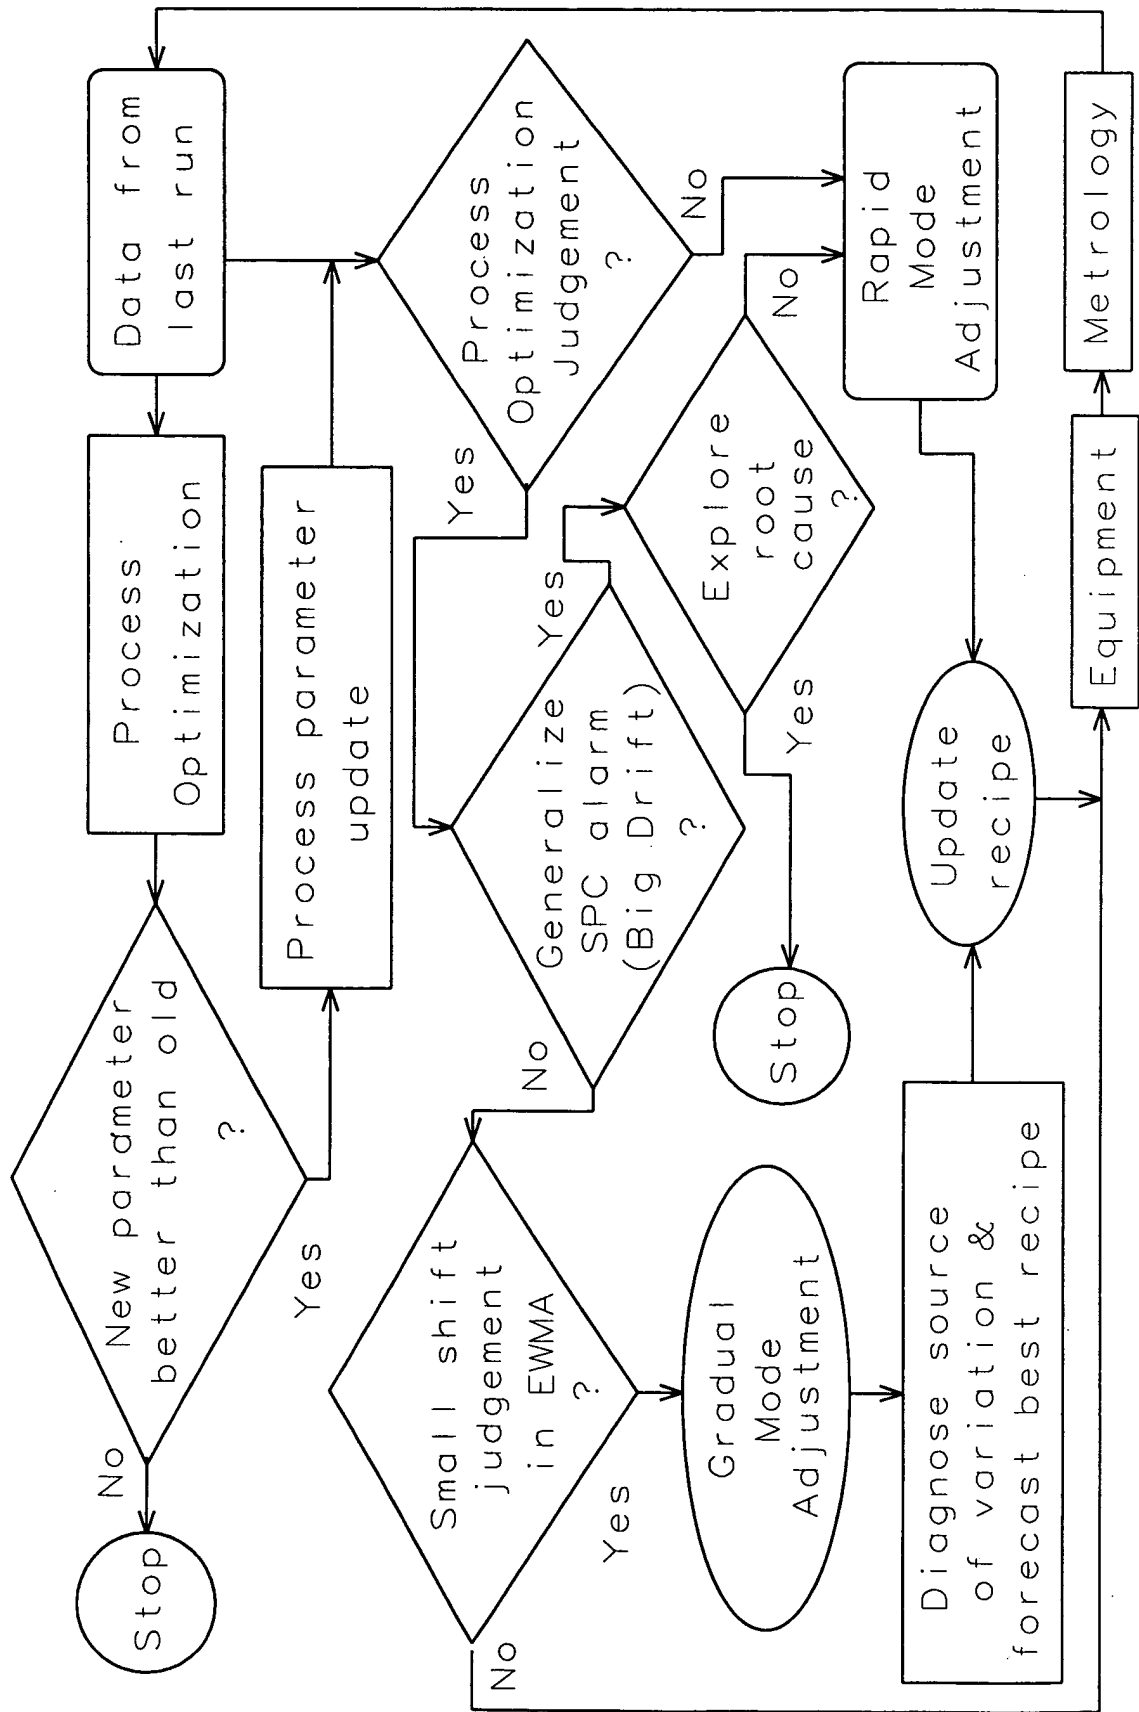 Stop
No
New parameter
better than old
?
Yes
Process
Optimization
Data from
last run
Process parameter
update
Process
Optimization
Judgement
?
Yes
No
Generalize
SPC alarm
(Big Drift)
?
Yes
No
Small shift
judgement
in EWMA
?
No
Yes
Explore
root
cause
?
Yes
No
Stop
Gradual
Mode
Adjustment
Rapid
Mode
Adjustment
Diagnose source
of variation &
forecast best recipe
Update
recipe
Equipment
Metrology